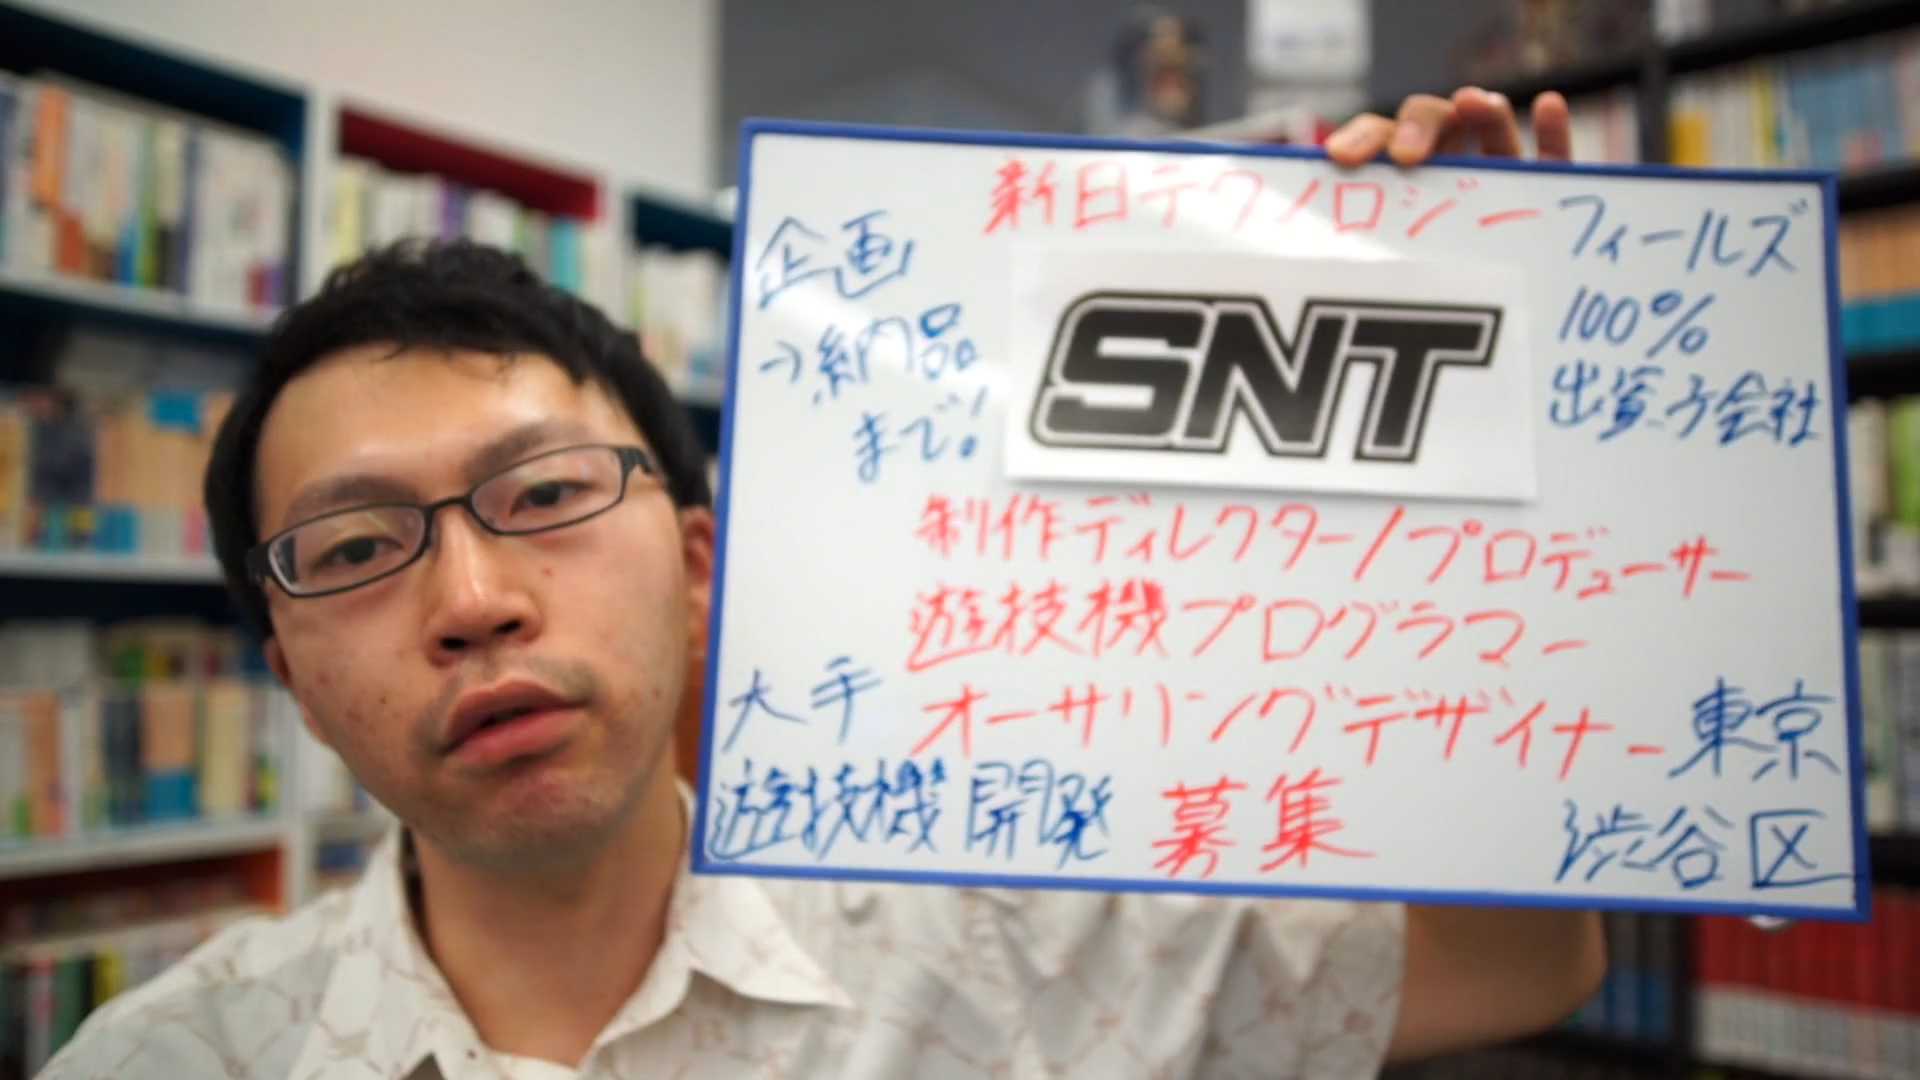 新日テクノロジー
企画
→納品
まで!
SNT
フィールズ
100%
出資子会社
制作ディレクター/プロデューサー
遊技機プログラマー
オーサリングデザイナー
募集
大手
遊技機開発
東京
渋谷区